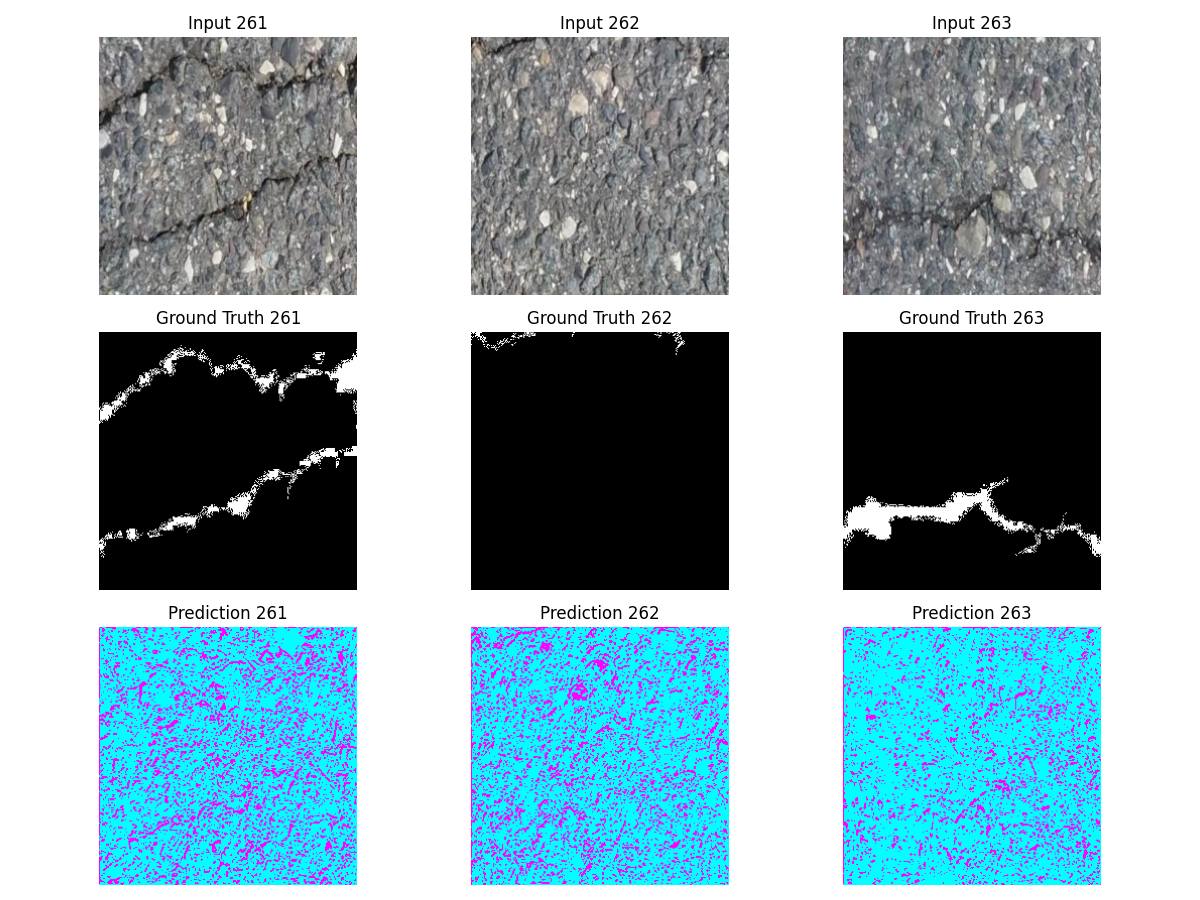 Input 261
Input 262
Input 263
Ground Truth 261
Ground Truth 262
Ground Truth 263
Prediction 261
Prediction 262
Prediction 263